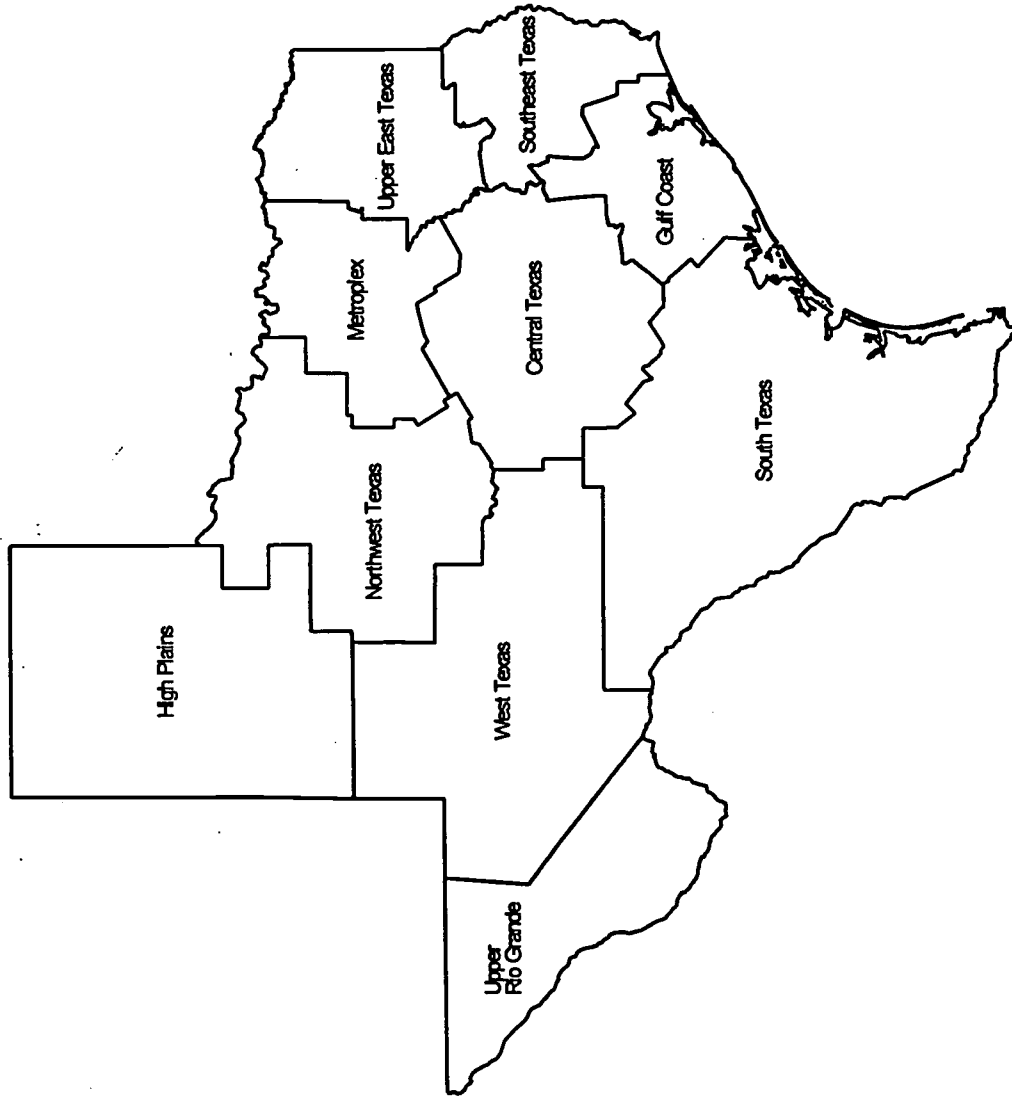 High Plains
Northwest Texas
Metroplex
Upper East Texas
Upper
Rio Grande
West Texas
Central Texas
Southeast Texas
Gulf Coast
South Texas